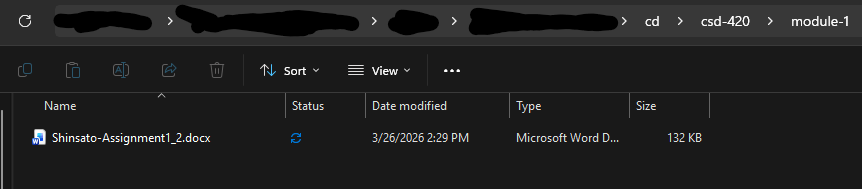 cd > csd-420 > module-1
Sort View ...
Name Status Date modified Type Size
Shinsato-Assignment1_2.docx 3/26/2026 2:29 PM Microsoft Word D... 132 KB